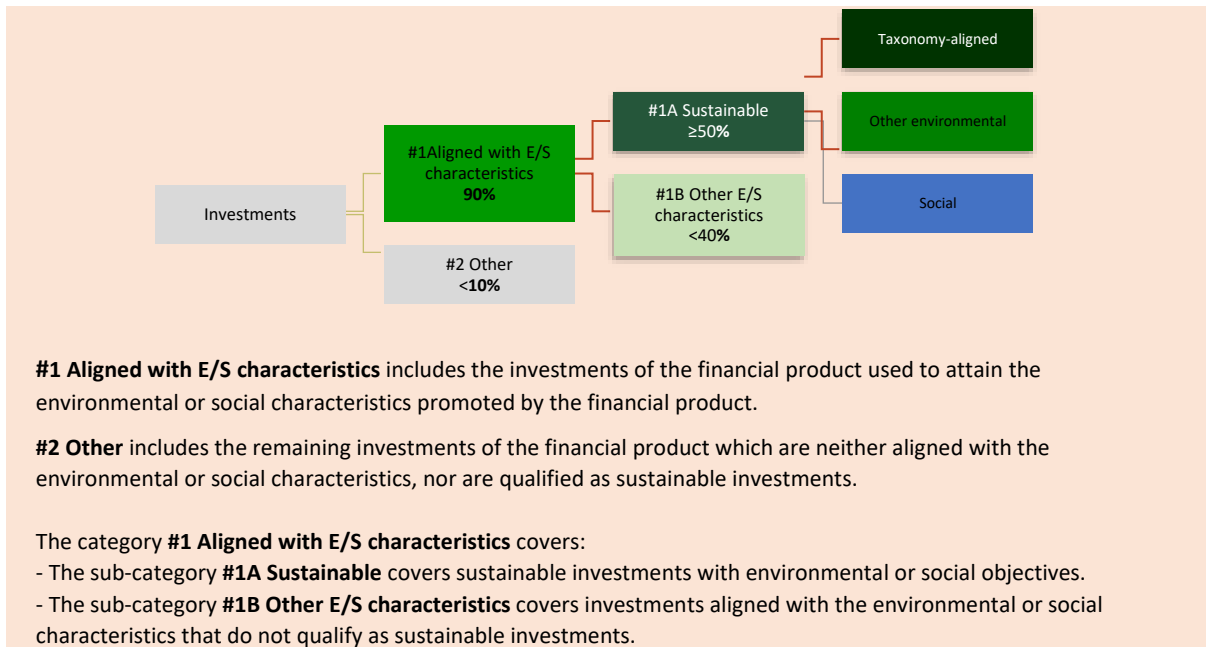 Taxonomy-aligned
#1A Sustainable
≥50%
Other environmental
#1Aligned with E/S
characteristics
90%
#1B Other E/S
characteristics
<40%
Social
Investments
#2 Other
<10%
#1 Aligned with E/S characteristics includes the investments of the financial product used to attain the
environmental or social characteristics promoted by the financial product.
#2 Other includes the remaining investments of the financial product which are neither aligned with the
environmental or social characteristics, nor are qualified as sustainable investments.
The category #1 Aligned with E/S characteristics covers:
- The sub-category #1A Sustainable covers sustainable investments with environmental or social objectives.
- The sub-category #1B Other E/S characteristics covers investments aligned with the environmental or social
characteristics that do not qualify as sustainable investments.